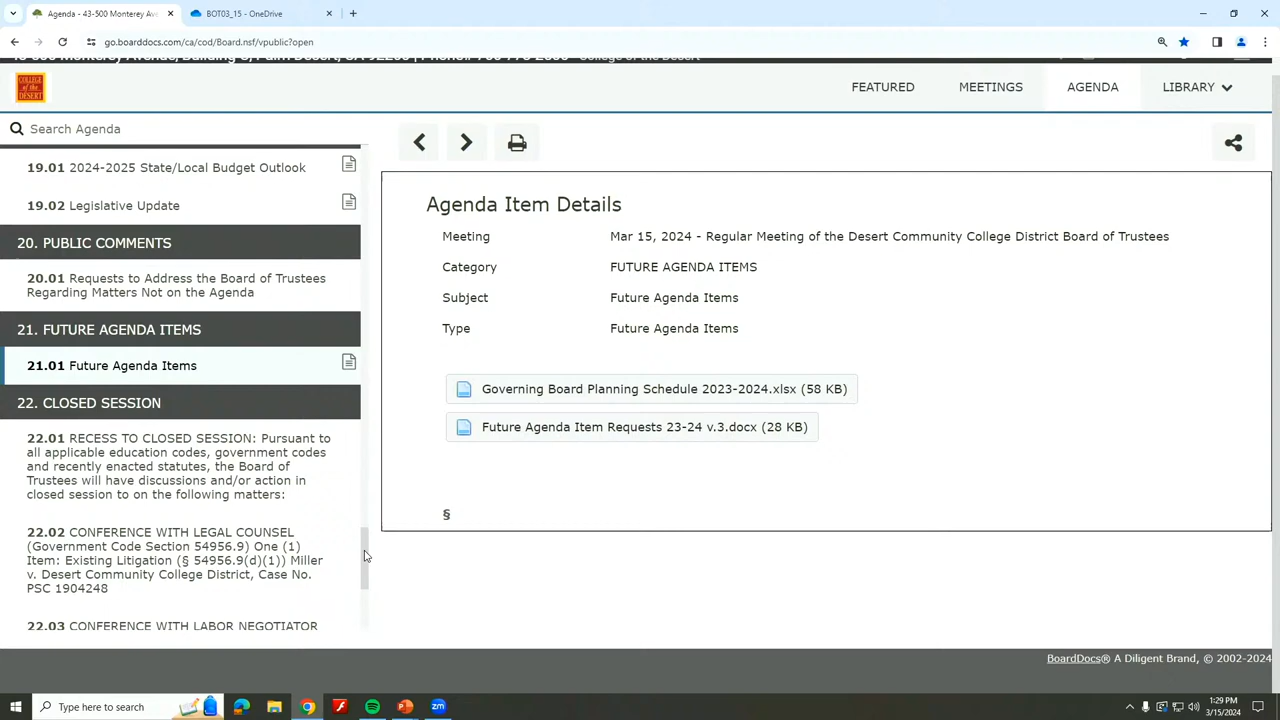 Agenda - 43-500 Monterey Av
BOT03_15 - OneDrive
go.boarddocs.com/ca/cod/Board.nsf/vpublic?open
COLLEGE of the DESERT
FEATURED
MEETINGS
AGENDA
LIBRARY
Search Agenda
19.01 2024-2025 State/Local Budget Outlook
19.02 Legislative Update
20. PUBLIC COMMENTS
20.01 Requests to Address the Board of Trustees
Regarding Matters Not on the Agenda
21. FUTURE AGENDA ITEMS
21.01 Future Agenda Items
22. CLOSED SESSION
22.01 RECESS TO CLOSED SESSION: Pursuant to
all applicable education codes, government codes
and recently enacted statutes, the Board of
Trustees will have discussions and/or action in
closed session to on the following matters:
22.02 CONFERENCE WITH LEGAL COUNSEL
(Government Code Section 54956.9) One (1)
Item: Existing Litigation (§ 54956.9(d)(1)) Miller
v. Desert Community College District, Case No.
PSC 1904248
22.03 CONFERENCE WITH LABOR NEGOTIATOR
Agenda Item Details
Meeting Mar 15, 2024 - Regular Meeting of the Desert Community College District Board of Trustees
Category FUTURE AGENDA ITEMS
Subject Future Agenda Items
Type Future Agenda Items
Governing Board Planning Schedule 2023-2024.xlsx (58 KB)
Future Agenda Item Requests 23-24 v.3.docx (28 KB)
§
BoardDocs® A Diligent Brand, © 2002-2024
Type here to search
zm
1:29 PM
3/15/2024